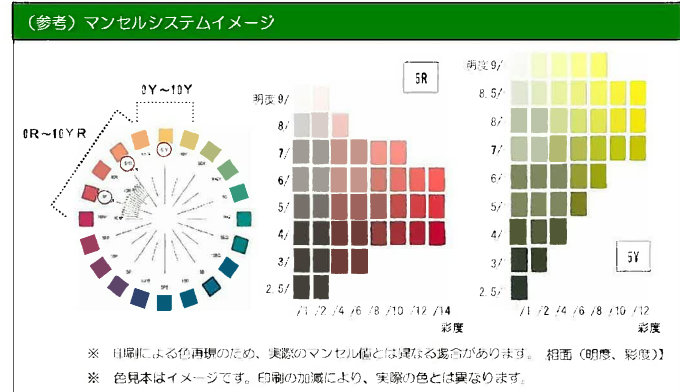 （参考）マンセルシステムイメージ
0Y～10Y
0R～10YR
5R
明度 9/
8/
7/
6/
5/
4/
3/
2.5/
/1 /2 /4 /6 /8 /10 /12 /14
彩度
明度9/
8.5/
8/
7/
6/
5/
4/
3/
2.5/
5Y
/1 /2 /4 /6 /8 /10 /12
彩度
※ 印刷による色再現のため、実際のマンセル値とは異なる場合があります。 相面（明度、彩度）】
※ 色見本はイメージです。印刷の加減により、実際の色とは異なります。